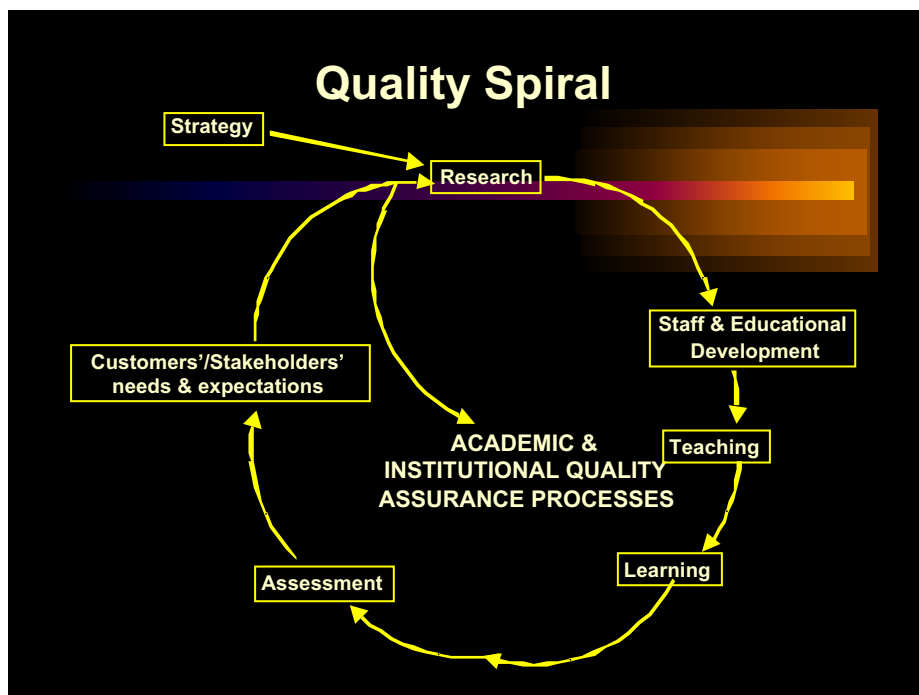 Quality Spiral
Strategy
Research
Staff & Educational
Development
Customers’/Stakeholders’
needs & expectations
ACADEMIC &
INSTITUTIONAL QUALITY
ASSURANCE PROCESSES
Teaching
Learning
Assessment